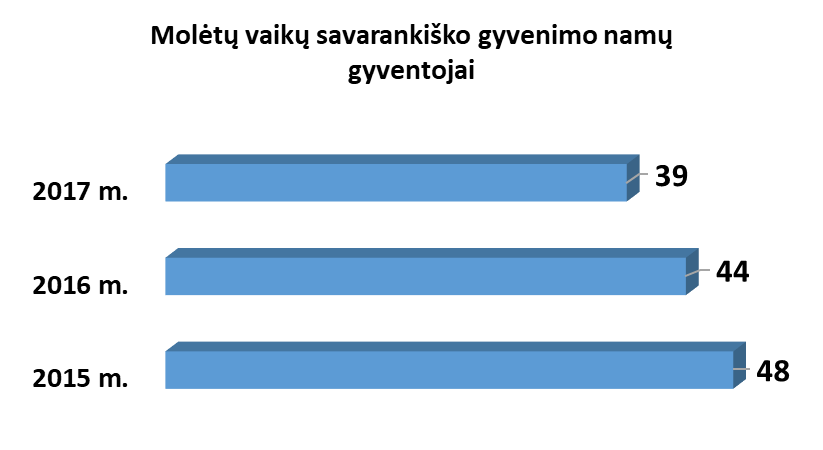 Molėtų vaikų savarankiško gyvenimo namų
gyventojai
2017 m. 39
2016 m. 44
2015 m. 48